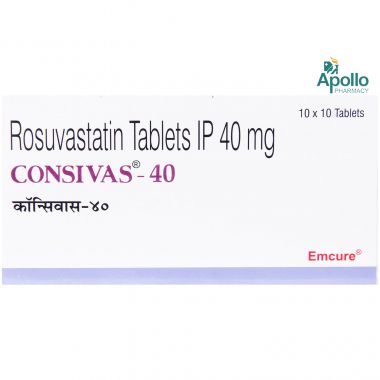 Apollo
PHARMACY
10 x 10 Tablets
Rosuvastatin Tablets IP 40 mg
CONSIVAS® - 40
कॉन्सिवास-४०
Emcure®